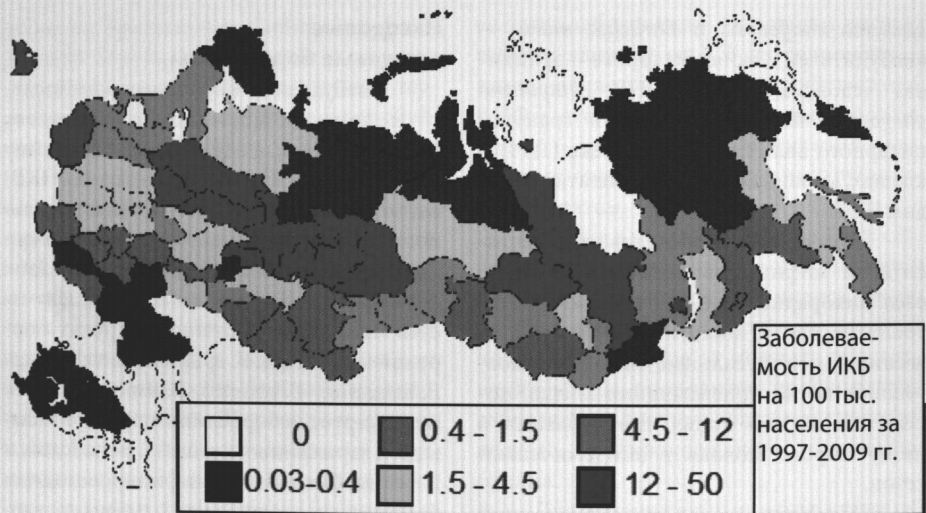 Заболевае-
мость ИКБ
на 100 тыс.
населения за
1997-2009 гг.
0
0.4 - 1.5
4.5 - 12
0.03-0.4
1.5 - 4.5
12 - 50